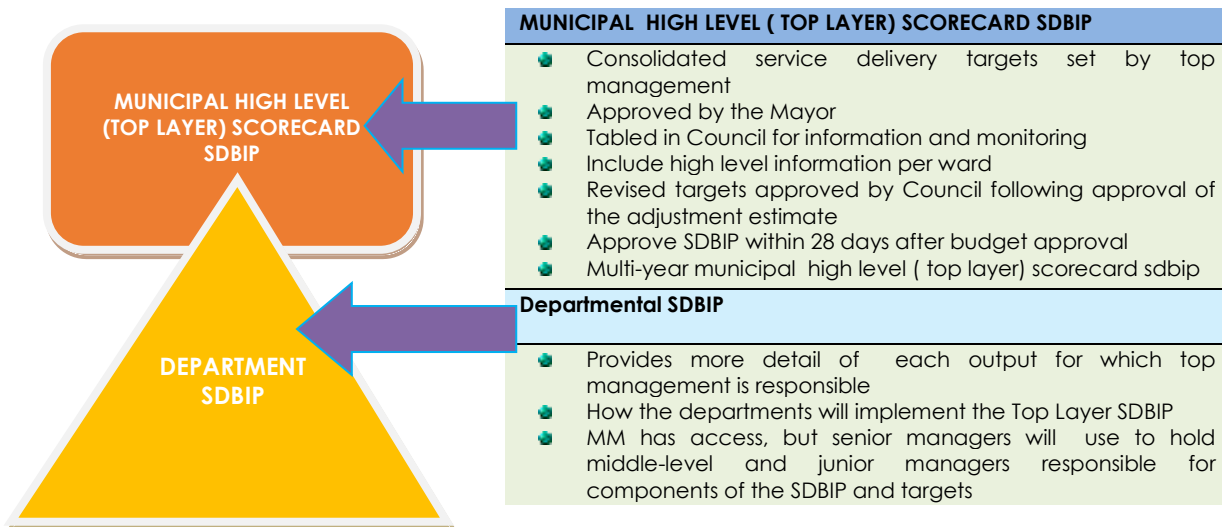 MUNICIPAL HIGH LEVEL
(TOP LAYER) SCORECARD
SDBIP
DEPARTMENT
SDBIP
MUNICIPAL HIGH LEVEL ( TOP LAYER) SCORECARD SDBIP
Consolidated service delivery targets set by top
management
Approved by the Mayor
Tabled in Council for information and monitoring
Include high level information per ward
Revised targets approved by Council following approval of
the adjustment estimate
Approve SDBIP within 28 days after budget approval
Multi-year municipal high level ( top layer) scorecard sdbip
Departmental SDBIP
Provides more detail of each output for which top
management is responsible
How the departments will implement the Top Layer SDBIP
MM has access, but senior managers will use to hold
middle-level and junior managers responsible for
components of the SDBIP and targets